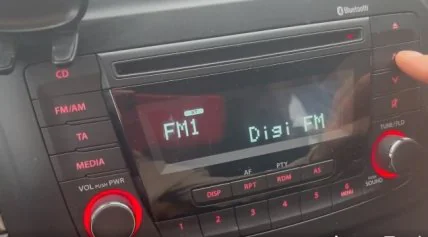 Bluetooth
CD
FM/AM
TA
MEDIA
VOL PUSH PWR
FM1
Digi FM
TUNE/FLD
AF
PTY
DISP
RPT
RDM
AS
MENU
SOUND
1
2
3
4
5
6